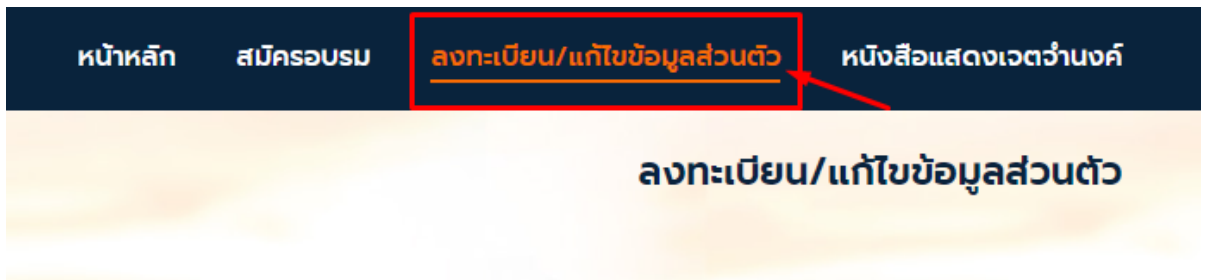 หน้าหลัก สมัครอบรม ลงทะเบียน/แก้ไขข้อมูลส่วนตัว หนังสือแสดงเจตจำนงค์
ลงทะเบียน/แก้ไขข้อมูลส่วนตัว